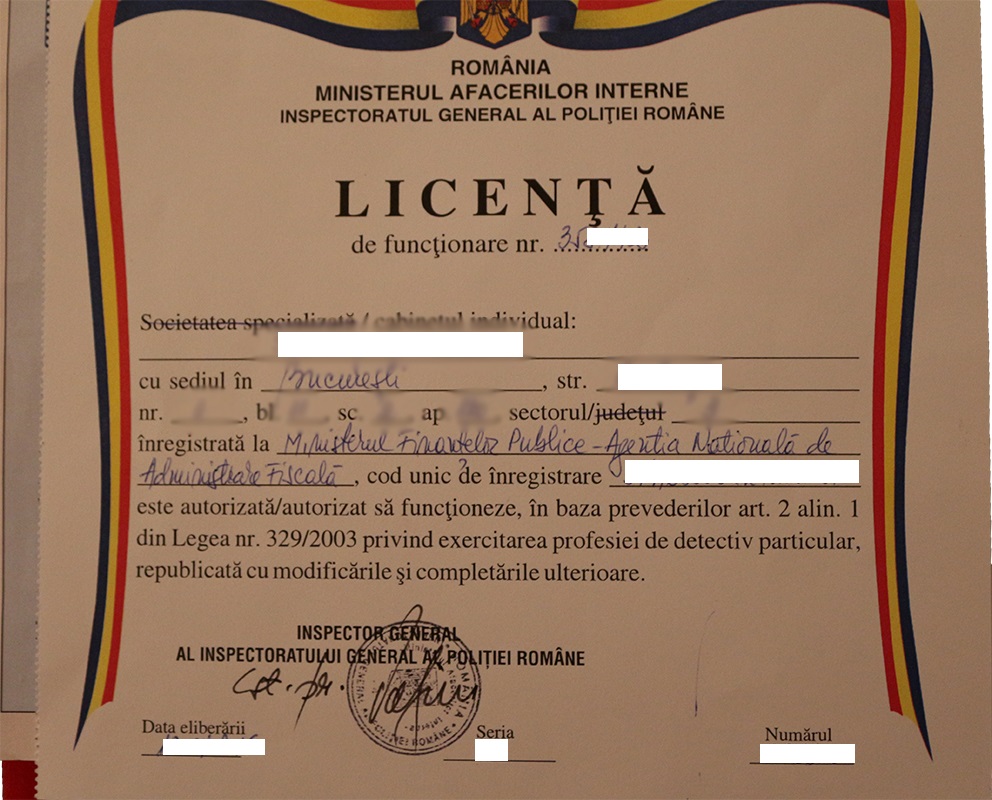 ROMÂNIA
MINISTERUL AFACERILOR INTERNE
INSPECTORATUL GENERAL AL POLIŢIEI ROMÂNE
LICENŢĂ
de funcţionare nr. 35
Societatea specializată / cabinetul individual:
cu sediul în Bucureşti, str.
nr. , bl sc. ap sectorul/judeţul
înregistrată la Ministerul Finantelor Publice - Agentia Natională de
Administrare Fiscală, cod unic de înregistrare
este autorizată/autorizat să funcţioneze, în baza prevederilor art. 2 alin. 1
din Legea nr. 329/2003 privind exercitarea profesiei de detectiv particular,
republicată cu modificările şi completările ulterioare.
INSPECTOR GENERAL
AL INSPECTORATULUI GENERAL AL POLIŢIEI ROMÂNE
Data eliberării
Seria
Numărul